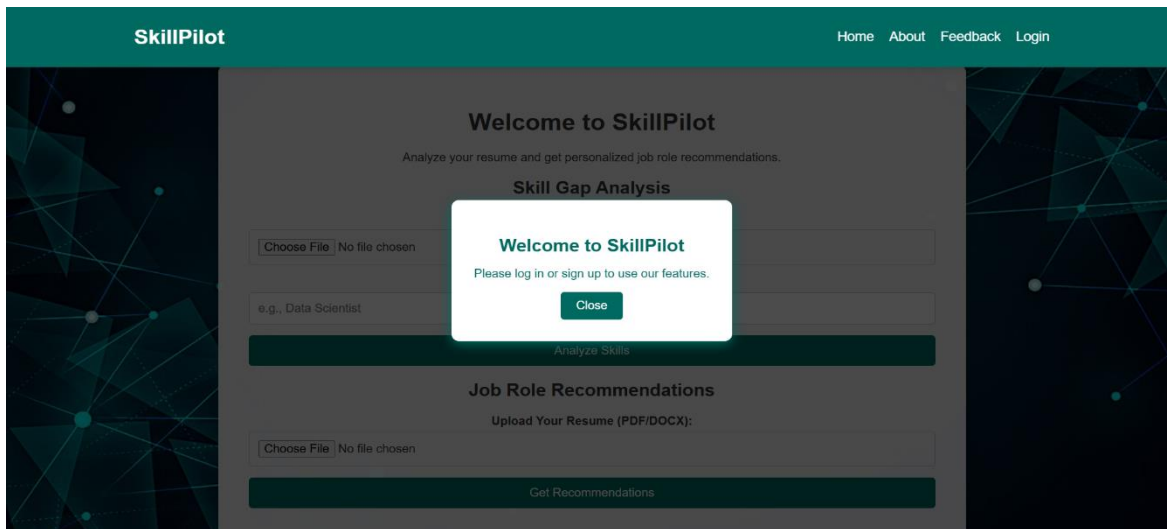 SkillPilot
Home About Feedback Login
Welcome to SkillPilot
Analyze your resume and get personalized job role recommendations.
Skill Gap Analysis
Choose File No file chosen
Welcome to SkillPilot
Please log in or sign up to use our features.
Close
e.g., Data Scientist
Analyze Skills
Job Role Recommendations
Upload Your Resume (PDF/DOCX):
Choose File No file chosen
Get Recommendations